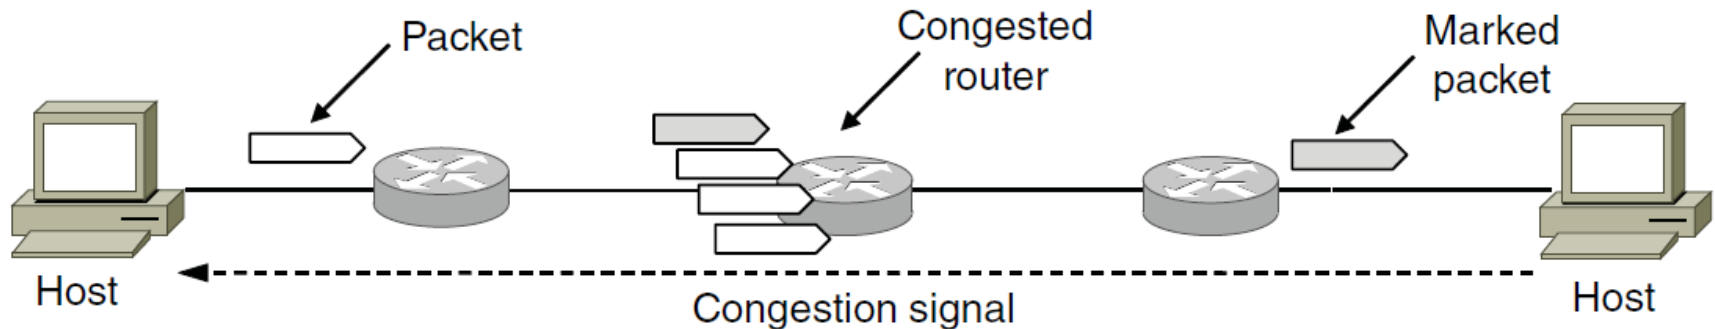 Packet
Congested
router
Marked
packet
Host
Congestion signal
Host